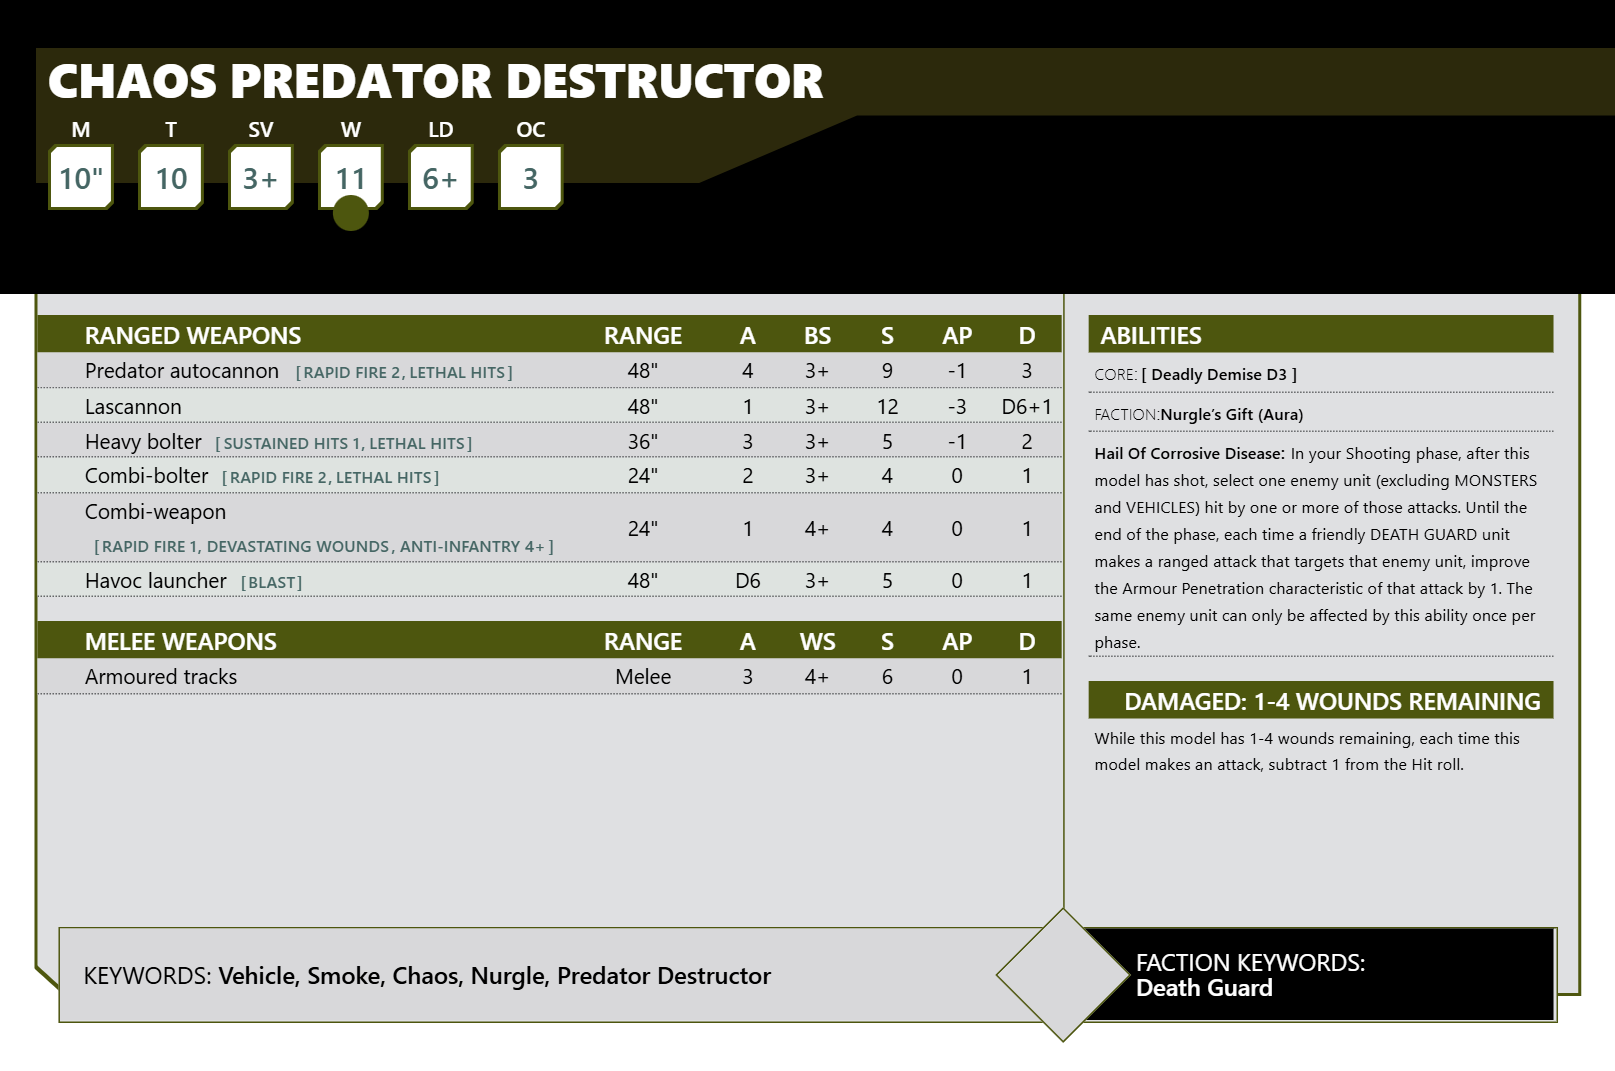 CHAOS PREDATOR DESTRUCTOR
M T SV W LD OC
10" 10 3+ 11 6+ 3
RANGED WEAPONS RANGE A BS S AP D
Predator autocannon [RAPID FIRE 2, LETHAL HITS] 48" 4 3+ 9 -1 3
Lascannon 48" 1 3+ 12 -3 D6+1
Heavy bolter [SUSTAINED HITS 1, LETHAL HITS] 36" 3 3+ 5 -1 2
Combi-bolter [RAPID FIRE 2, LETHAL HITS] 24" 2 3+ 4 0 1
Combi-weapon
[RAPID FIRE 1, DEVASTATING WOUNDS, ANTI-INFANTRY 4+] 24" 1 4+ 4 0 1
Havoc launcher [BLAST] 48" D6 3+ 5 0 1
MELEE WEAPONS RANGE A WS S AP D
Armoured tracks Melee 3 4+ 6 0 1
ABILITIES
CORE: [ Deadly Demise D3 ]
FACTION:Nurgle's Gift (Aura)
Hail Of Corrosive Disease: In your Shooting phase, after this
model has shot, select one enemy unit (excluding MONSTERS
and VEHICLES) hit by one or more of those attacks. Until the
end of the phase, each time a friendly DEATH GUARD unit
makes a ranged attack that targets that enemy unit, improve
the Armour Penetration characteristic of that attack by 1. The
same enemy unit can only be affected by this ability once per
phase.
DAMAGED: 1-4 WOUNDS REMAINING
While this model has 1-4 wounds remaining, each time this
model makes an attack, subtract 1 from the Hit roll.
KEYWORDS: Vehicle, Smoke, Chaos, Nurgle, Predator Destructor
FACTION KEYWORDS:
Death Guard